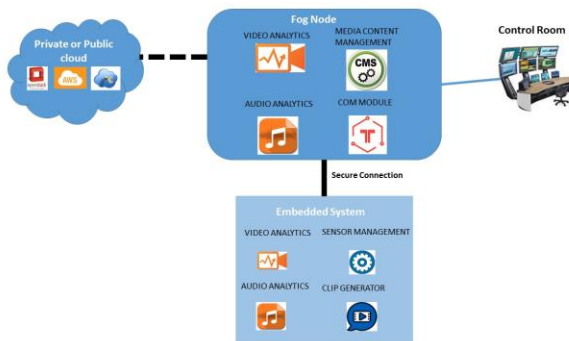 Private or Public
cloud
openstack
AWS
Fog Node
VIDEO ANALYTICS
MEDIA CONTENT
MANAGEMENT
CMS
AUDIO ANALYTICS
COM MODULE
Control Room
Secure Connection
Embedded System
VIDEO ANALYTICS
SENSOR MANAGEMENT
AUDIO ANALYTICS
CLIP GENERATOR